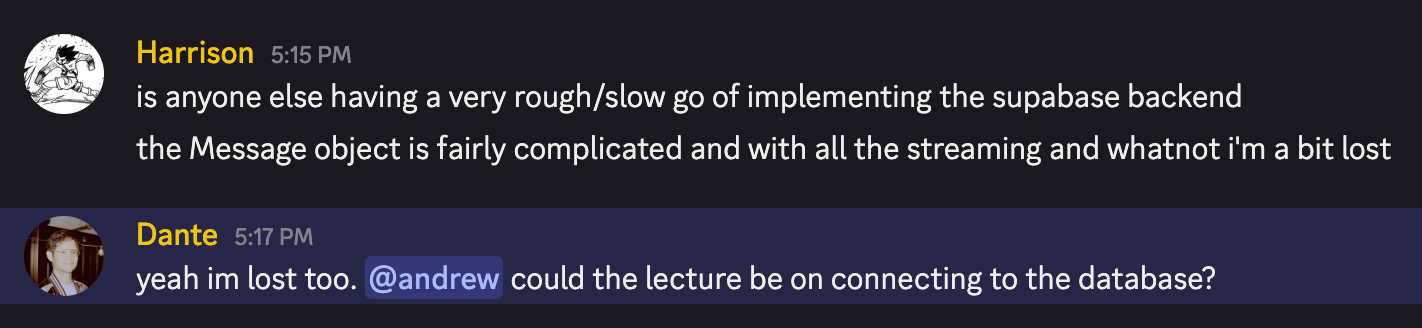 Harrison 5:15 PM
is anyone else having a very rough/slow go of implementing the supabase backend
the Message object is fairly complicated and with all the streaming and whatnot i'm a bit lost
Dante 5:17 PM
yeah im lost too. @andrew could the lecture be on connecting to the database?